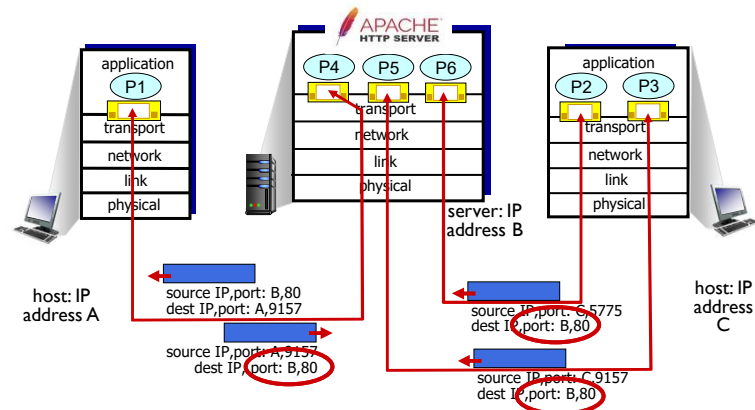 APACHE
HTTP SERVER
application
P1
transport
network
link
physical
P4
P5
P6
transport
network
link
physical
application
P2
P3
transport
network
link
physical
server: IP
address B
host: IP
address A
host: IP
address
C
source IP,port: B,80
dest IP,port: A,9157
source IP,port: A,9157
dest IP, port: B,80
source IP,port: C,5775
dest IP,port: B,80
source IP,port: C,9157
dest IP,port: B,80